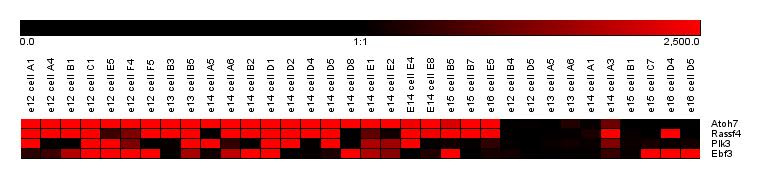 0.0 1:1 2,500.0
e12 cell A1
e12 cell A4
e12 cell B1
e12 cell C1
e12 cell E5
e12 cell F4
e12 cell F5
e13 cell B3
e13 cell B5
e14 cell A5
e14 cell A6
e14 cell B2
e14 cell D1
e14 cell D2
e14 cell D4
e14 cell D5
e14 cell D8
e14 cell E1
e14 cell E2
E14 cell E4
E14 cell E8
e15 cell B5
e15 cell B7
e16 cell E5
e12 cell B4
e12 cell D5
e13 cell A5
e13 cell A6
e14 cell A1
e14 cell A3
e15 cell B1
e15 cell C7
e16 cell D4
e16 cell D5
Atoh7
Rassf4
Plk3
Ebf3